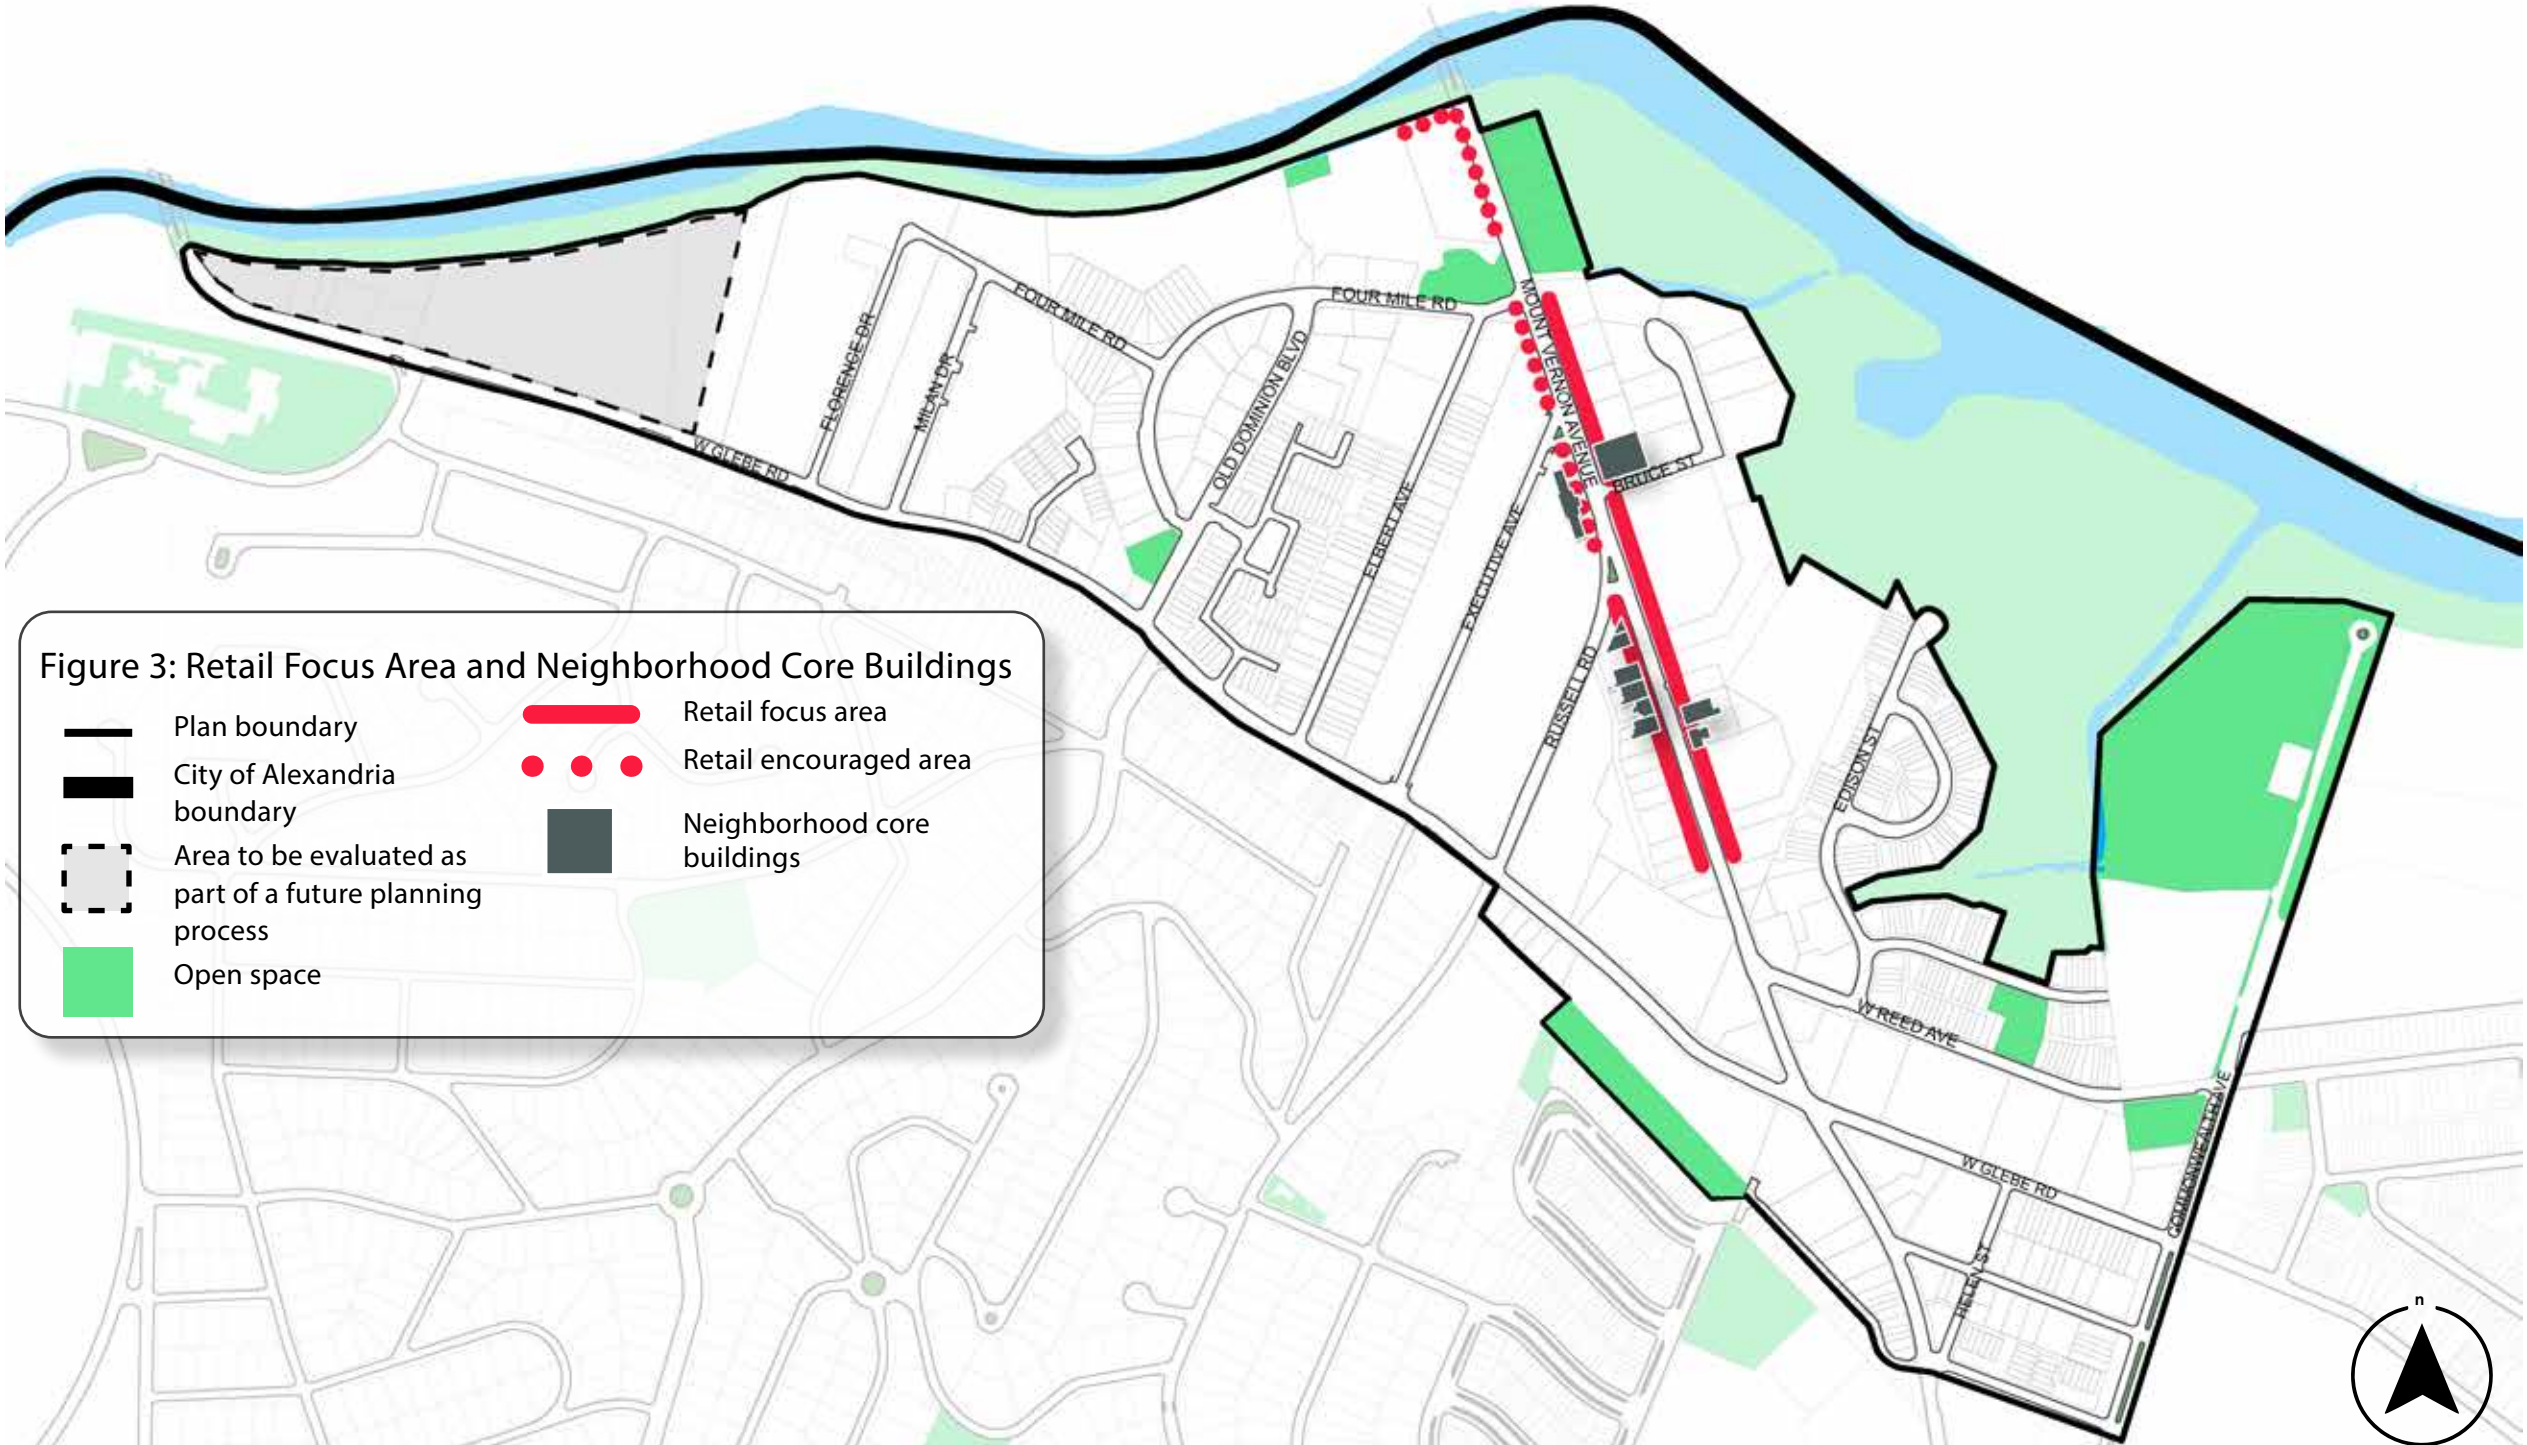 FOUR MILE RD
FOUR MILE RD
MOUNT VERNON AVENUE
FLORENCE DR
MILAN DR
OLD DOMINION BLVD
W GLEBE RD
BRUCE ST
ELBERT AVE
EXECUTIVE AVE
RUSSELL RD
EDISON ST
Figure 3: Retail Focus Area and Neighborhood Core Buildings
Plan boundary
City of Alexandria
boundary
Area to be evaluated as
part of a future planning
process
Open space
Retail focus area
Retail encouraged area
Neighborhood core
buildings
W REED AVE
COMMONWEALTH AVE
W GLEBE RD
HELEN ST
n